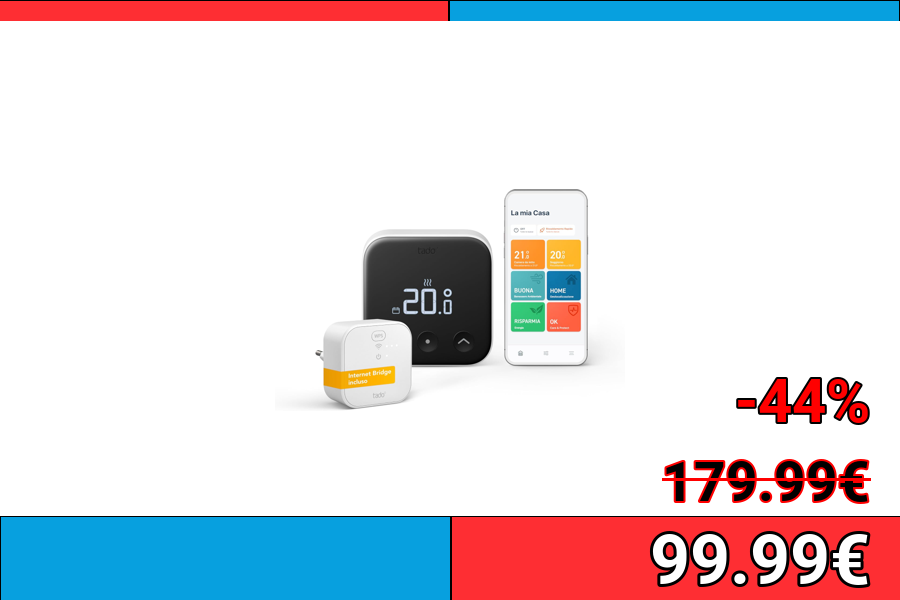 La mia Casa
tado°
21
20
20.0
BUONA
HOME
RISPARMIA
OK
Internet Bridge
incluso
tado°
-44%
179.99€
99.99€